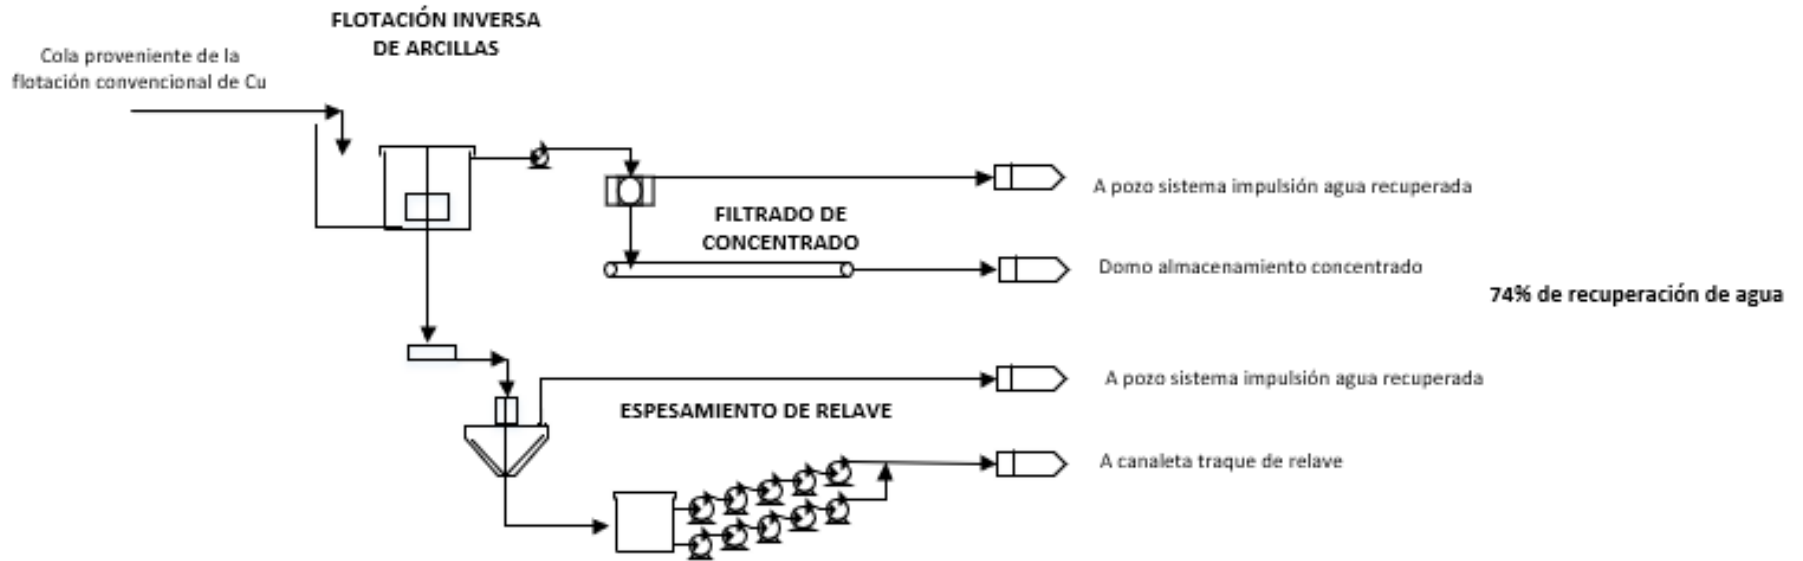 FLOTACIÓN INVERSA
DE ARCILLAS
Cola proveniente de la
flotación convencional de Cu
A pozo sistema impulsión agua recuperada
FILTRADO DE
CONCENTRADO
Domo almacenamiento concentrado
74% de recuperación de agua
A pozo sistema impulsión agua recuperada
ESPESAMIENTO DE RELAVE
A canaleta traque de relave